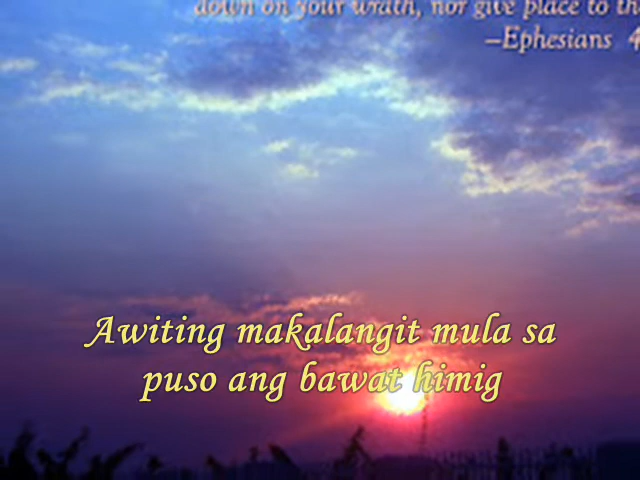 down on your wrath, nor give place to th
—Ephesians 4
Awiting makalangit mula sa
puso ang bawat himig